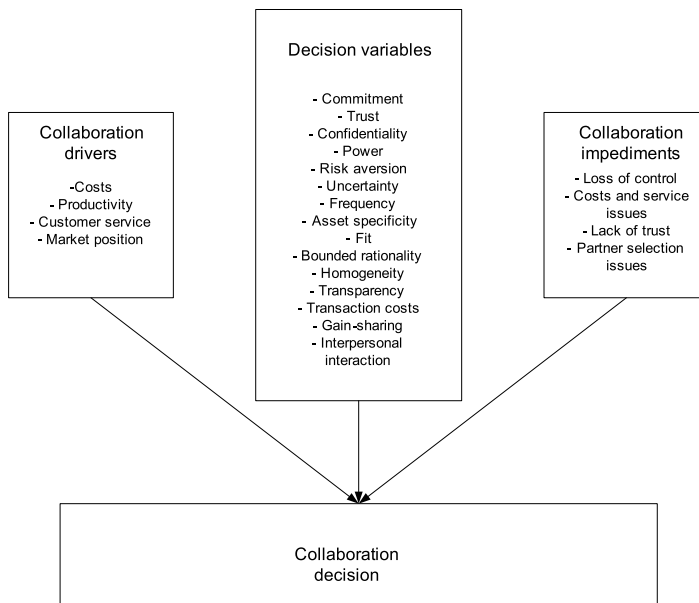 Decision variables
- Commitment
- Trust
- Confidentiality
- Power
- Risk aversion
- Uncertainty
- Frequency
- Asset specificity
- Fit
- Bounded rationality
- Homogeneity
- Transparency
- Transaction costs
- Gain-sharing
- Interpersonal
interaction
Collaboration
drivers
-Costs
- Productivity
- Customer service
- Market position
Collaboration
impediments
- Loss of control
- Costs and service
issues
- Lack of trust
- Partner selection
issues
Collaboration
decision